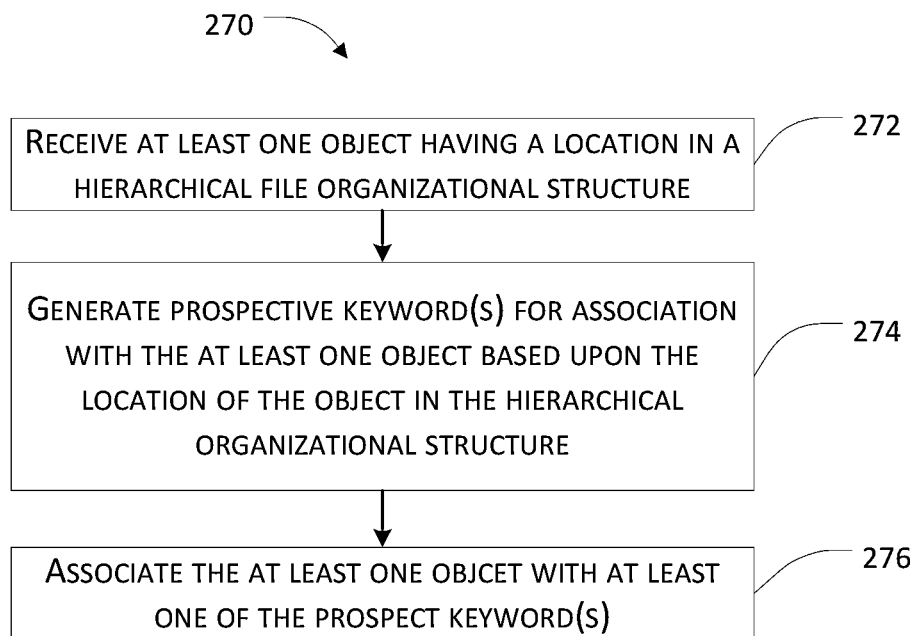 270
RECEIVE AT LEAST ONE OBJECT HAVING A LOCATION IN A
HIERARCHICAL FILE ORGANIZATIONAL STRUCTURE
272
GENERATE PROSPECTIVE KEYWORD(S) FOR ASSOCIATION
WITH THE AT LEAST ONE OBJECT BASED UPON THE
LOCATION OF THE OBJECT IN THE HIERARCHICAL
ORGANIZATIONAL STRUCTURE
274
ASSOCIATE THE AT LEAST ONE OBJCET WITH AT LEAST
ONE OF THE PROSPECT KEYWORD(S)
276